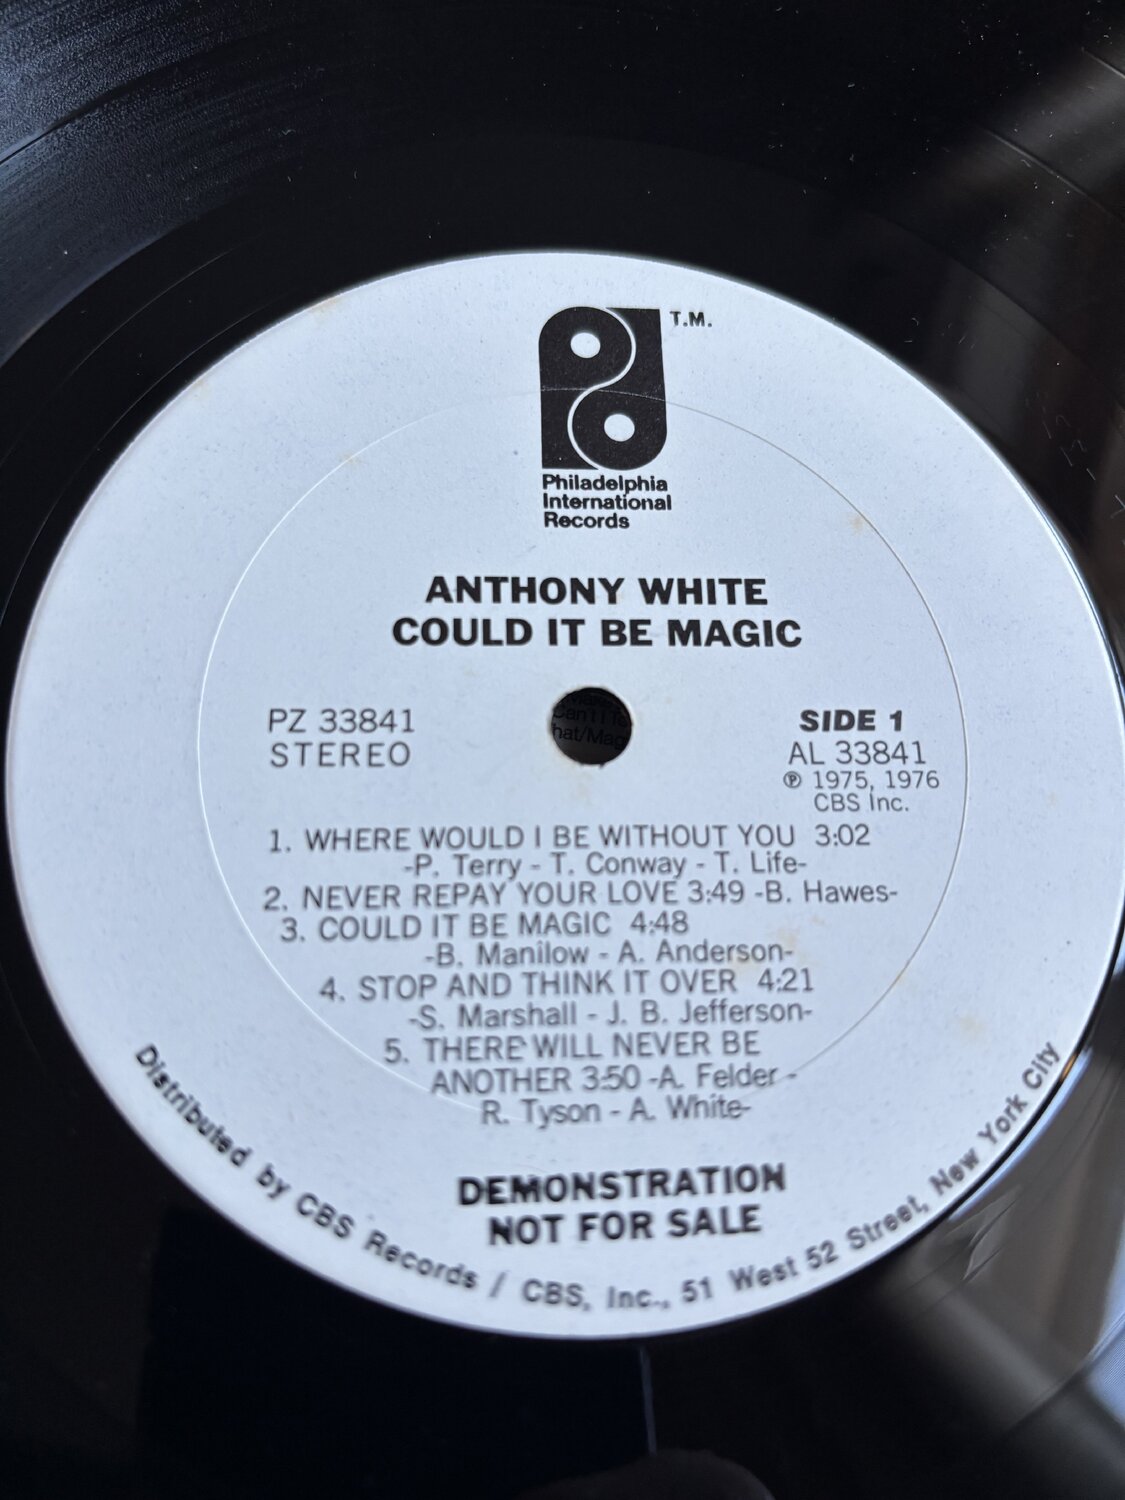 T.M.
Philadelphia
International
Records
ANTHONY WHITE
COULD IT BE MAGIC
PZ 33841
STEREO
SIDE 1
AL 33841
℗ 1975, 1976
CBS Inc.
1. WHERE WOULD I BE WITHOUT YOU 3:02
-P. Terry - T. Conway - T. Life-
2. NEVER REPAY YOUR LOVE 3:49 -B. Hawes-
3. COULD IT BE MAGIC 4:48
-B. Manilow - A. Anderson-
4. STOP AND THINK IT OVER 4:21
-S. Marshall - J. B. Jefferson-
5. THERE WILL NEVER BE
ANOTHER 3:50 -A. Felder -
R. Tyson - A. White-
DEMONSTRATION
NOT FOR SALE
Distributed by CBS Records / CBS, Inc., 51 West 52 Street, New York City